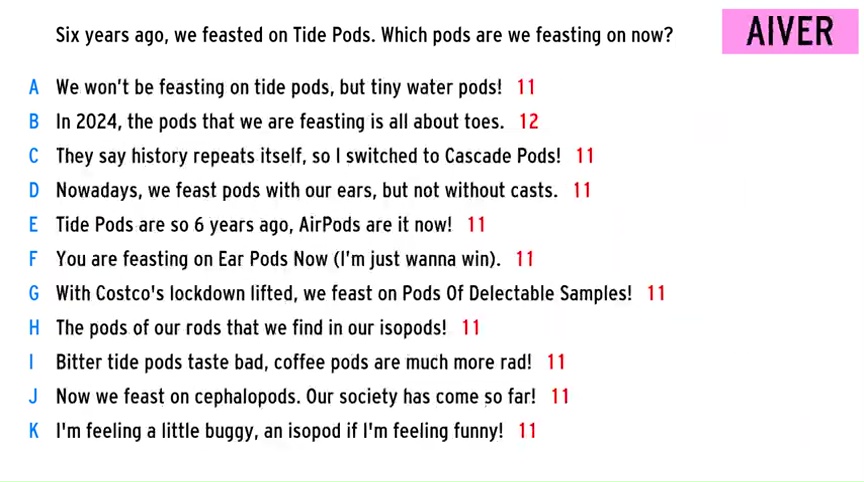 Six years ago, we feasted on Tide Pods. Which pods are we feasting on now?
AIVER
A We won't be feasting on tide pods, but tiny water pods! 11
B In 2024, the pods that we are feasting is all about toes. 12
C They say history repeats itself, so I switched to Cascade Pods! 11
D Nowadays, we feast pods with our ears, but not without casts. 11
E Tide Pods are so 6 years ago, AirPods are it now! 11
F You are feasting on Ear Pods Now (I'm just wanna win). 11
G With Costco's lockdown lifted, we feast on Pods Of Delectable Samples! 11
H The pods of our rods that we find in our isopods! 11
I Bitter tide pods taste bad, coffee pods are much more rad! 11
J Now we feast on cephalopods. Our society has come so far! 11
K I'm feeling a little buggy, an isopod if I'm feeling funny! 11